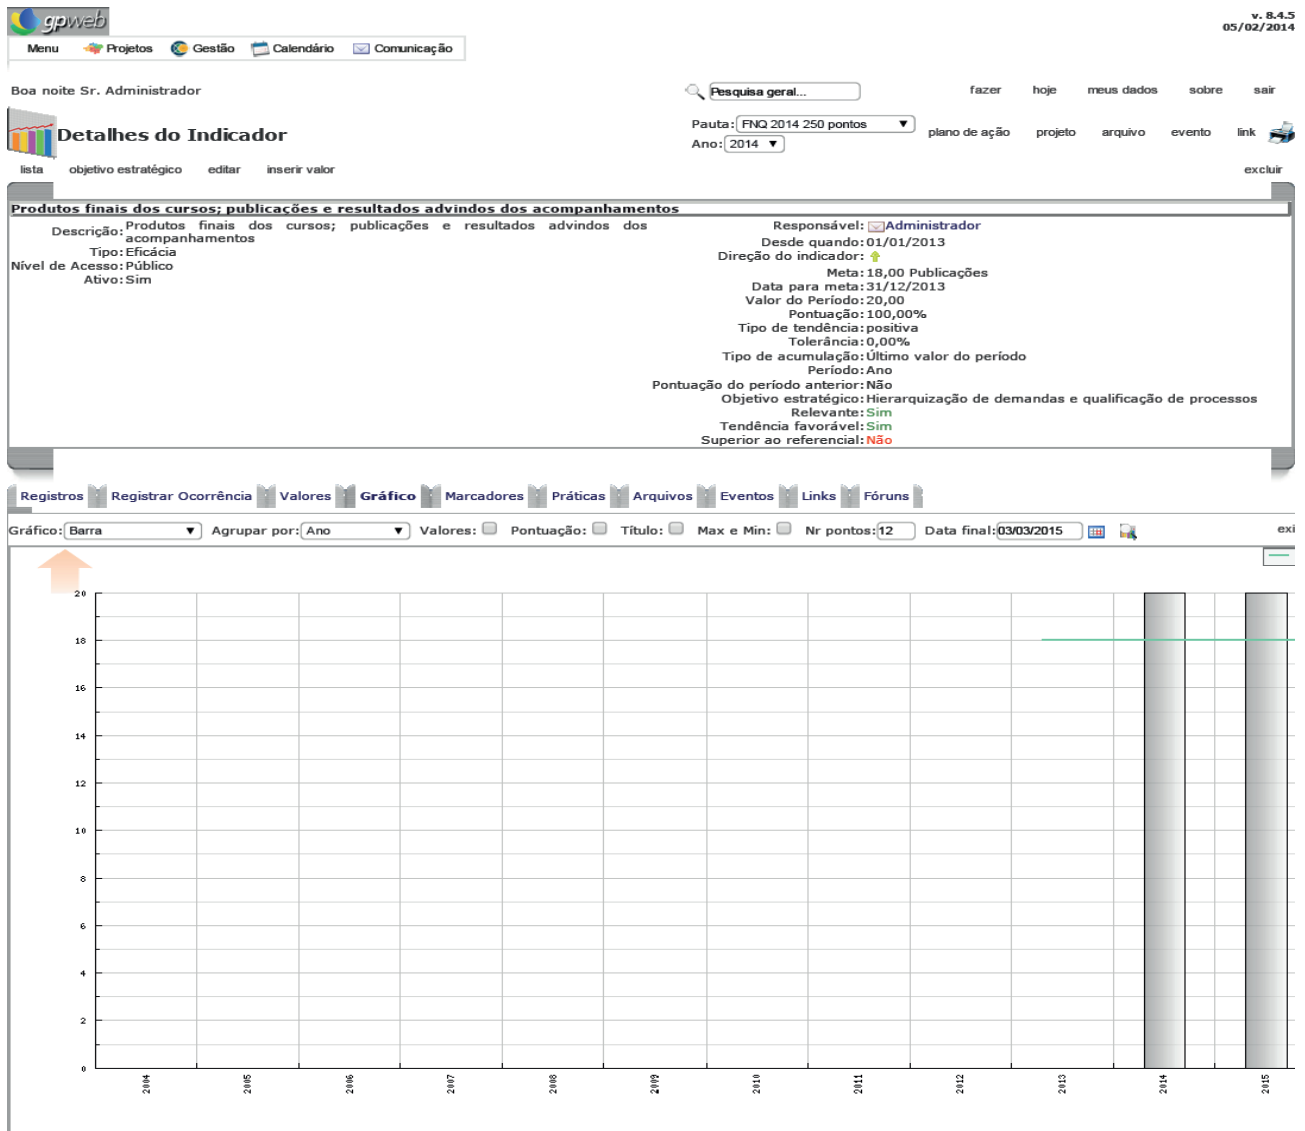 gpweb
v. 8.4.5
05/02/2014
Menu Projetos Gestão Calendário Comunicação
Boa noite Sr. Administrador
Pesquisa geral...
fazer hoje meus dados sobre sair
Detalhes do Indicador
Pauta: FNQ 2014 250 pontos
Ano: 2014
plano de ação projeto arquivo evento link
lista objetivo estratégico editar inserir valor
excluir
Produtos finais dos cursos; publicações e resultados advindos dos acompanhamentos
Descrição: Produtos finais dos cursos; publicações e resultados advindos dos
acompanhamentos
Tipo: Eficácia
Nível de Acesso: Público
Ativo: Sim
Responsável: Administrador
Desde quando: 01/01/2013
Direção do indicador:
Meta: 18,00 Publicações
Data para meta: 31/12/2013
Valor do Período: 20,00
Pontuação: 100,00%
Tipo de tendência: positiva
Tolerância: 0,00%
Tipo de acumulação: Último valor do período
Período: Ano
Pontuação do período anterior: Não
Objetivo estratégico: Hierarquização de demandas e qualificação de processos
Relevante: Sim
Tendência favorável: Sim
Superior ao referencial: Não
Registros Registrar Ocorrência Valores Gráfico Marcadores Práticas Arquivos Eventos Links Fóruns
Gráfico: Barra Agrupar por: Ano Valores: Pontuação: Título: Max e Min: Nr pontos: 12 Data final: 03/03/2015 exi
20
18
16
14
12
10
8
6
4
2
0
2004 2005 2006 2007 2008 2009 2010 2011 2012 2013 2014 2015